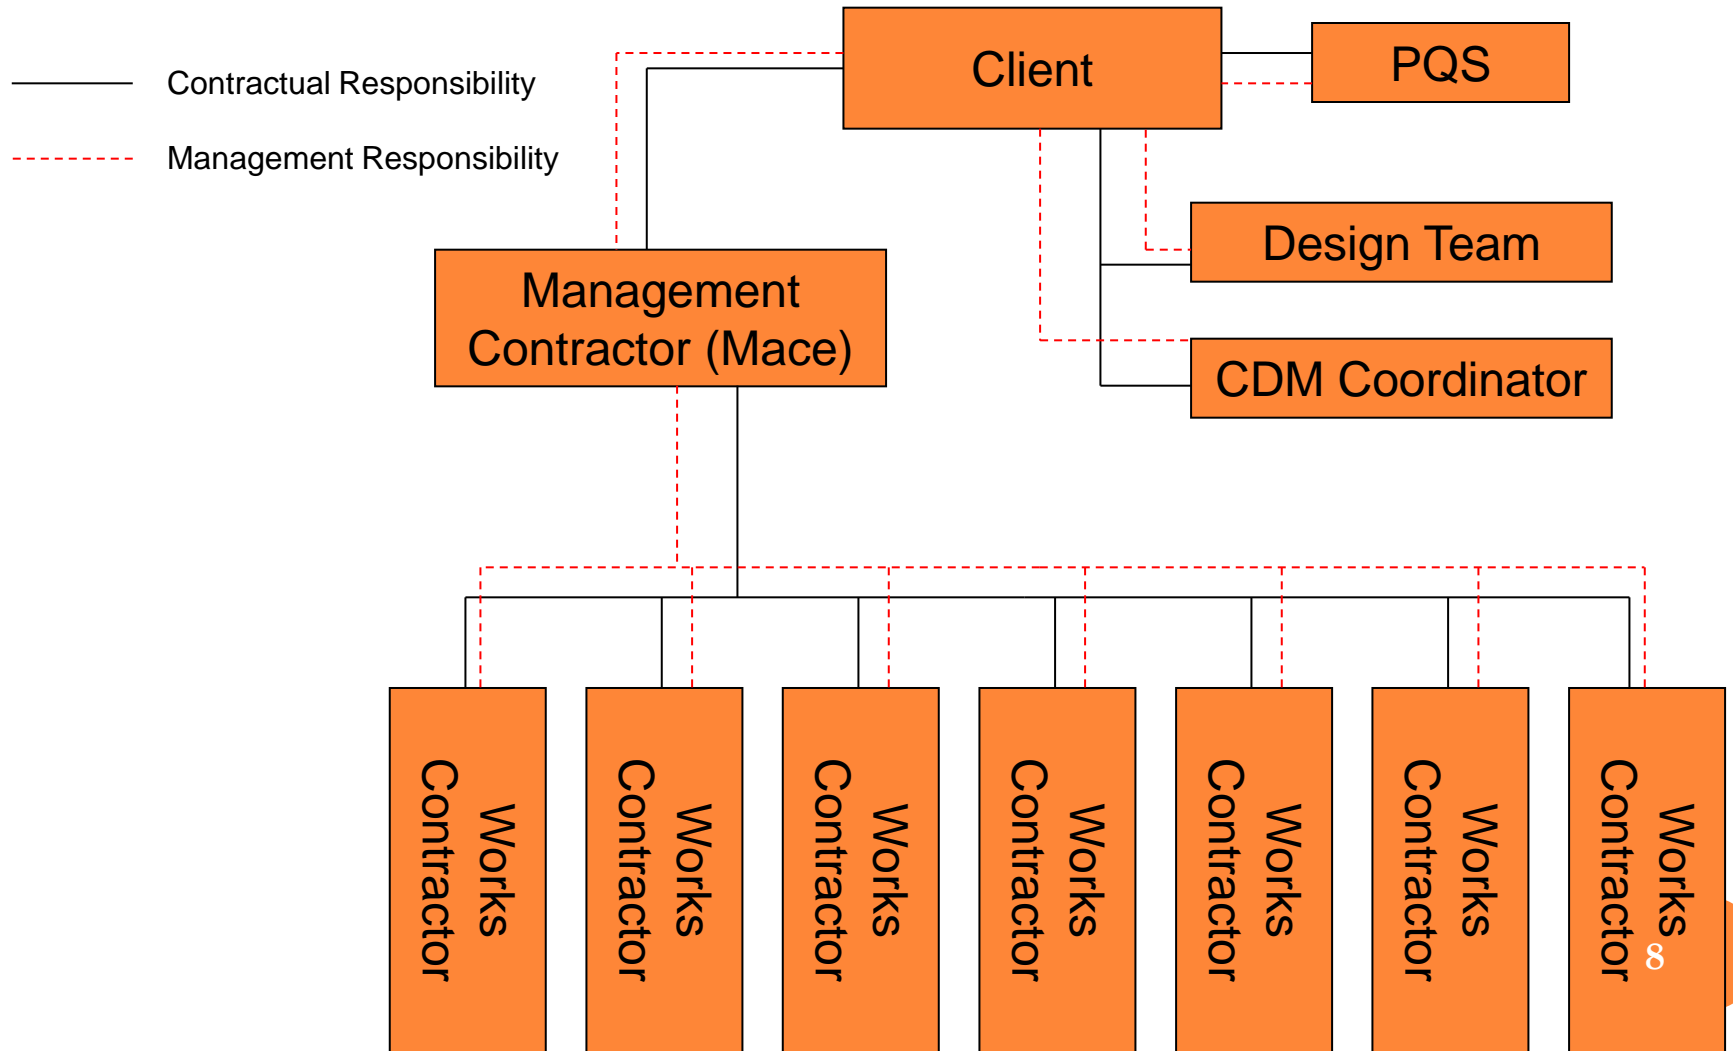 Client
PQS
Contractual Responsibility
Management Responsibility
Design Team
Management
Contractor (Mace)
CDM Coordinator
Works
Contractor
Works
Contractor
Works
Contractor
Works
Contractor
Works
Contractor
Works
Contractor
Works
Contractor
8